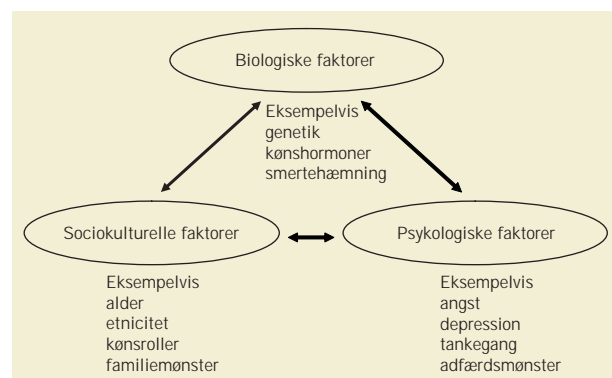 Biologiske faktorer
Eksempelvis
genetik
kønshormoner
smertehæmning
Sociokulturelle faktorer
Psykologiske faktorer
Eksempelvis
alder
etnicitet
kønsroller
familiemønster
Eksempelvis
angst
depression
tankegang
adfærdsmønster